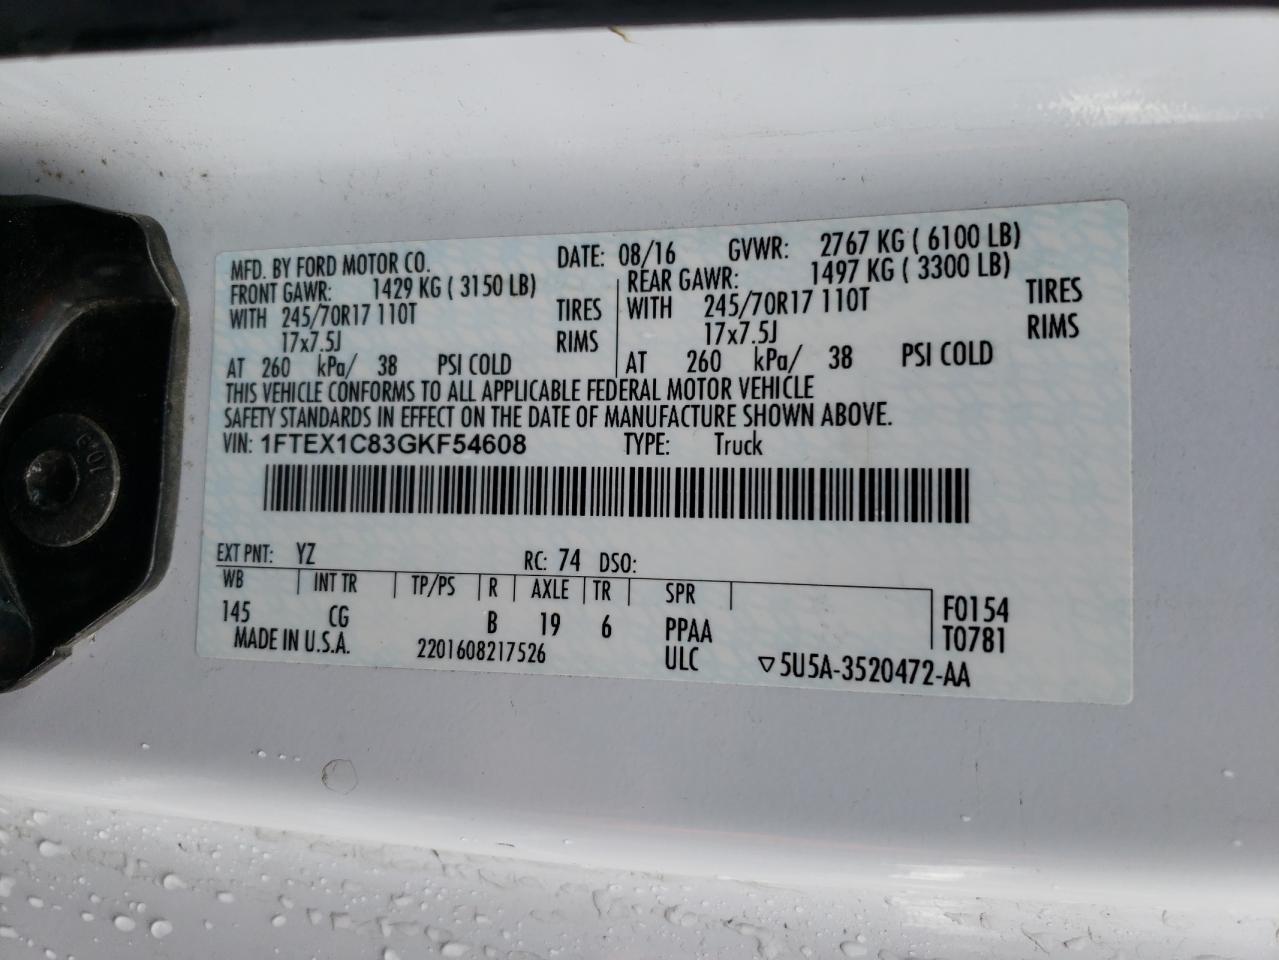 MFD. BY FORD MOTOR CO. DATE: 08/16 GVWR: 2767 KG ( 6100 LB)
FRONT GAWR: 1429 KG ( 3150 LB) REAR GAWR: 1497 KG ( 3300 LB)
WITH 245/70R17 110T TIRES WITH 245/70R17 110T TIRES
17x7.5J RIMS 17x7.5J RIMS
AT 260 kPa/ 38 PSI COLD AT 260 kPa/ 38 PSI COLD
THIS VEHICLE CONFORMS TO ALL APPLICABLE FEDERAL MOTOR VEHICLE
SAFETY STANDARDS IN EFFECT ON THE DATE OF MANUFACTURE SHOWN ABOVE.
VIN: 1FTEX1C83GKF54608 TYPE: Truck
EXT PNT: YZ RC: 74 DSO:
WB INT TR TP/PS R AXLE TR SPR
145 CG B 19 6 PPAA F0154
ULC T0781
MADE IN U.S.A. 2201608217526 ▽5U5A-3520472-AA